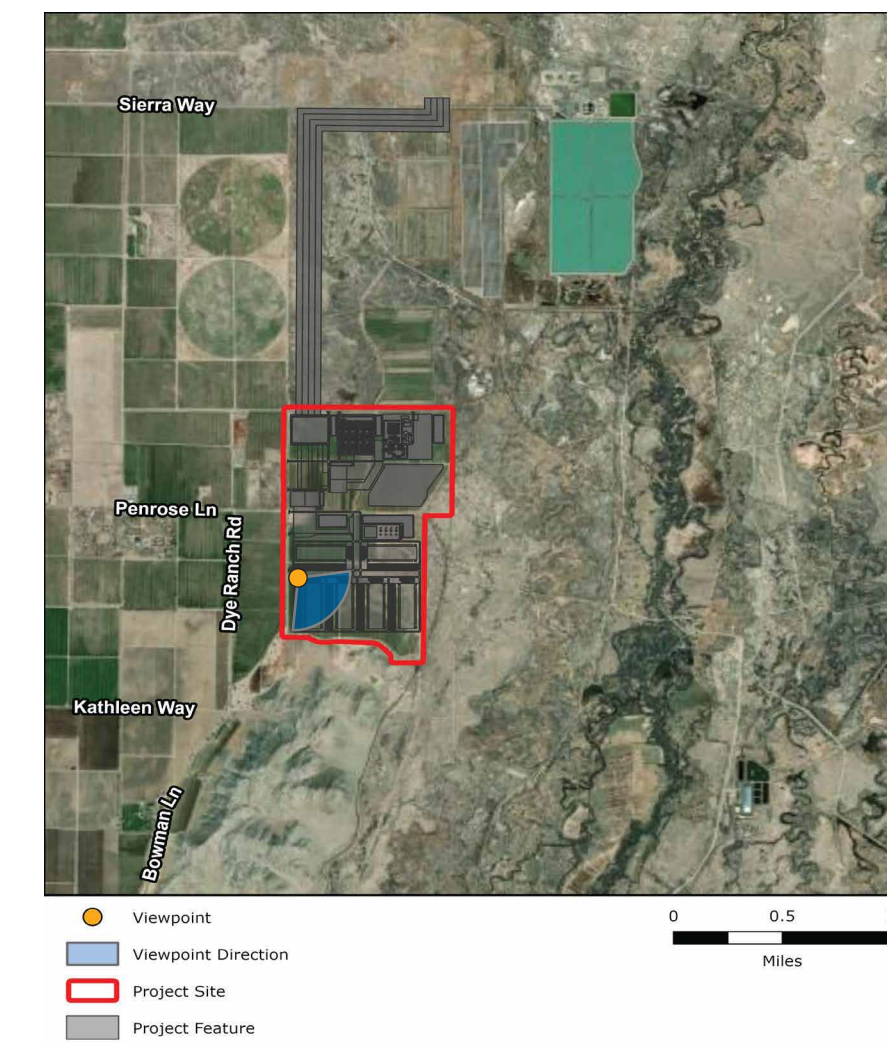 Sierra Way
Penrose Ln
Dye Ranch Rd
Kathleen Way
Bowman Ln
Viewpoint
Viewpoint Direction
Project Site
Project Feature
0 0.5
Miles